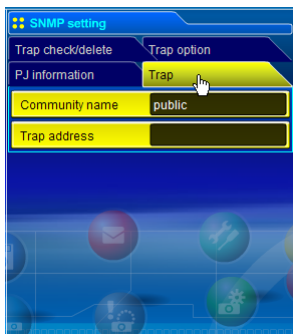 SNMP setting
Trap check/delete Trap option
PJ information Trap
Community name public
Trap address